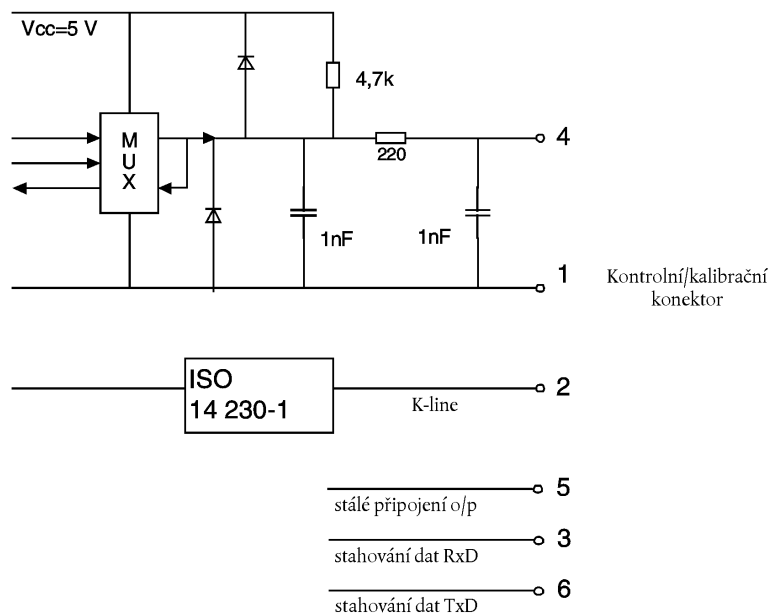 Vcc=5 V
4,7k
M
U
X
220
4
1nF
1nF
1
Kontrolní/kalibrační
konektor
ISO
14 230-1
K-line
2
stálé připojení o/p
5
stahování dat RxD
3
stahování dat TxD
6